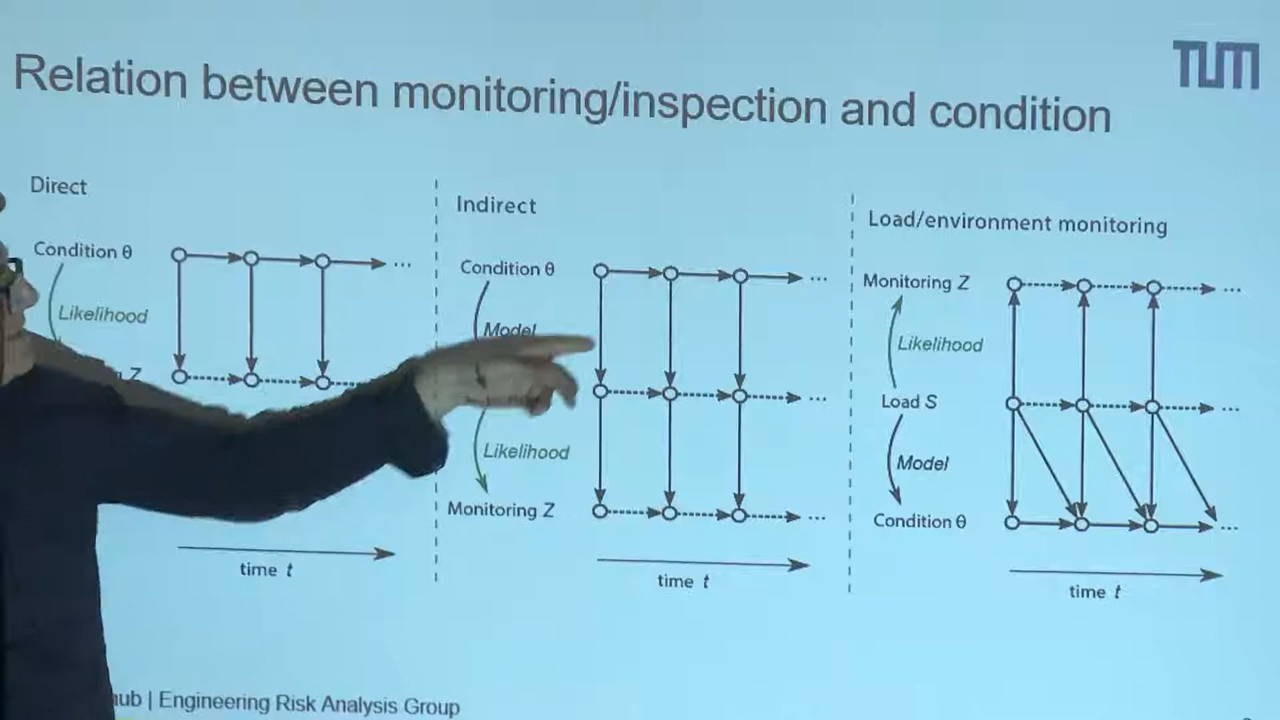 TUM
Relation between monitoring/inspection and condition
Direct
Condition θ
Likelihood
Z
...
time t
Indirect
Condition θ
Model
Likelihood
Monitoring Z
...
...
...
time t
Load/environment monitoring
Monitoring Z
Likelihood
Load S
Model
Condition θ
...
...
...
time t
| Engineering Risk Analysis Group